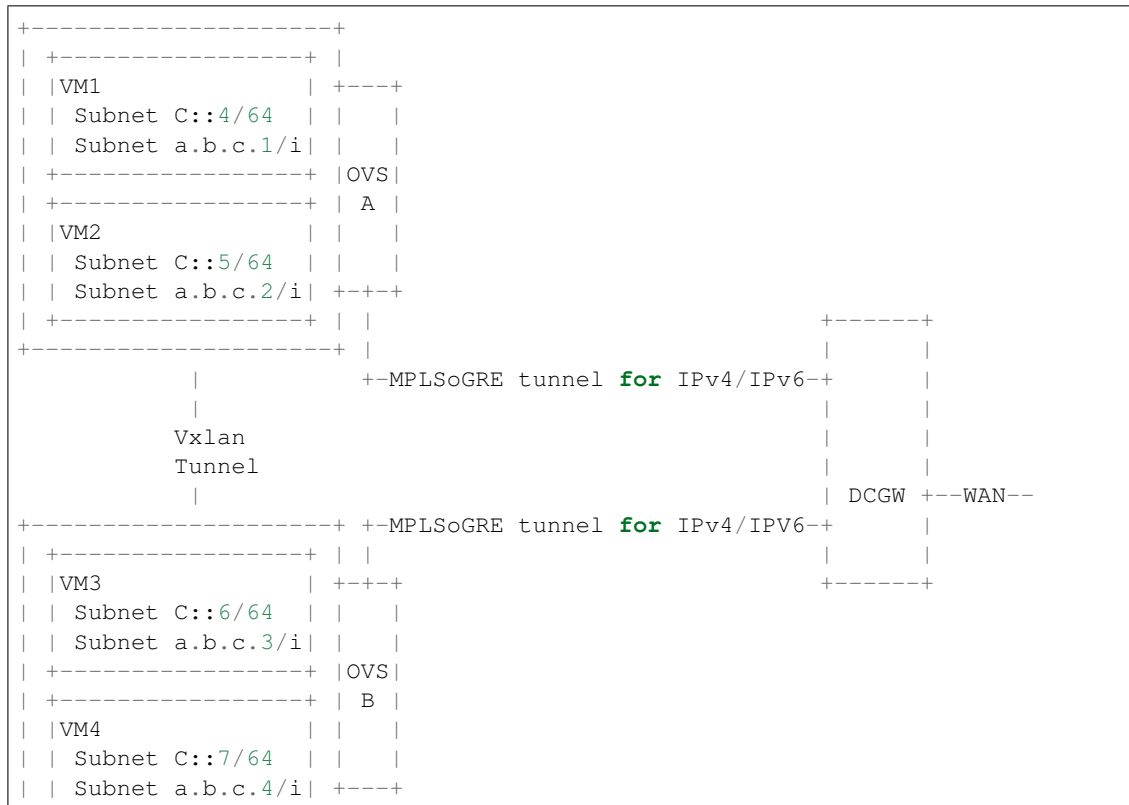 +---------------------+
| +-----------------+ |
| |VM1              | +---+
| | Subnet C::4/64  | |   |
| | Subnet a.b.c.1/i| |   |
| +-----------------+ |OVS|
| +-----------------+ | A |
| |VM2              | |   |
| | Subnet C::5/64  | |   |
| | Subnet a.b.c.2/i| +-+-+
| +-----------------+ | |                             +------+
+---------------------+ |                             |      |
           |            +-MPLSoGRE tunnel for IPv4/IPv6-+      |
           |                                          |      |
          Vxlan                                       |      |
          Tunnel                                      |      |
           |                                          | DCGW +--WAN--
+---------------------+ +-MPLSoGRE tunnel for IPv4/IPV6-+      |
| +-----------------+ | |                             |      |
| |VM3              | +-+-+                           +------+
| | Subnet C::6/64  | |   |
| | Subnet a.b.c.3/i| |   |
| +-----------------+ |OVS|
| +-----------------+ | B |
| |VM4              | |   |
| | Subnet C::7/64  | |   |
| | Subnet a.b.c.4/i| +---+